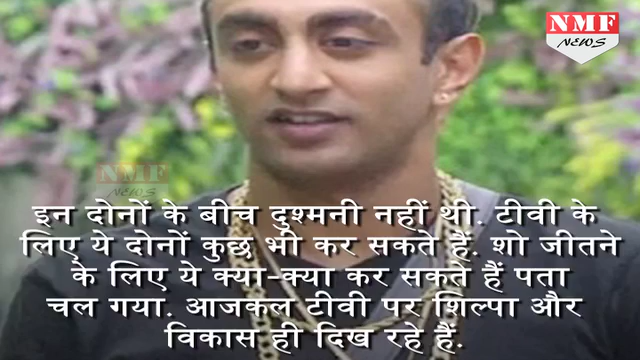 NMF
NEWS
NMF
NEWS
इन दोनों के बीच दुश्मनी नहीं थी. टीवी के
लिए ये दोनों कुछ भी कर सकते हैं. शो जीतने
के लिए ये क्या-क्या कर सकते हैं पता
चल गया. आजकल टीवी पर शिल्पा और
विकास ही दिख रहे हैं.